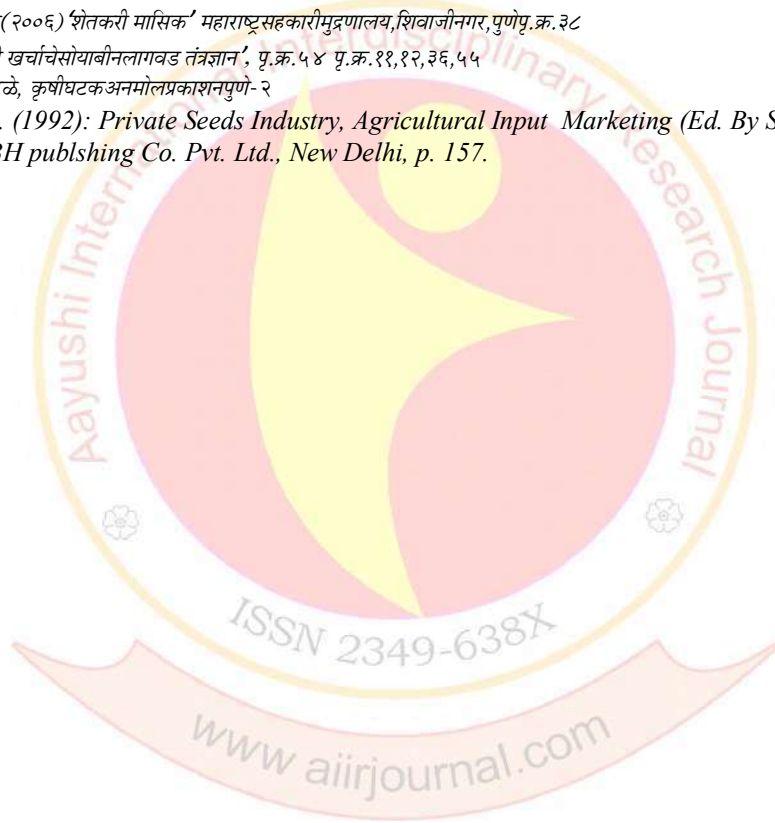 (२००६) ‘शेतकरी मासिक’ महाराष्ट्रसहकारीमुद्रणालय,शिवाजीनगर,पुणेपृ.क्र.३८
खर्चाचेसोयाबीनलागवड तंत्रज्ञान’, पृ.क्र.५४ पृ.क्र.११,१२,३६,५५
कृषीघटकअनमोलप्रकाशनपुणे-२
. (1992): Private Seeds Industry, Agricultural Input Marketing (Ed. By S
BH publshing Co. Pvt. Ltd., New Delhi, p. 157.
Aayushi International Interdisciplinary Research Journal
ISSN 2349-638X
www aiirjournal.com